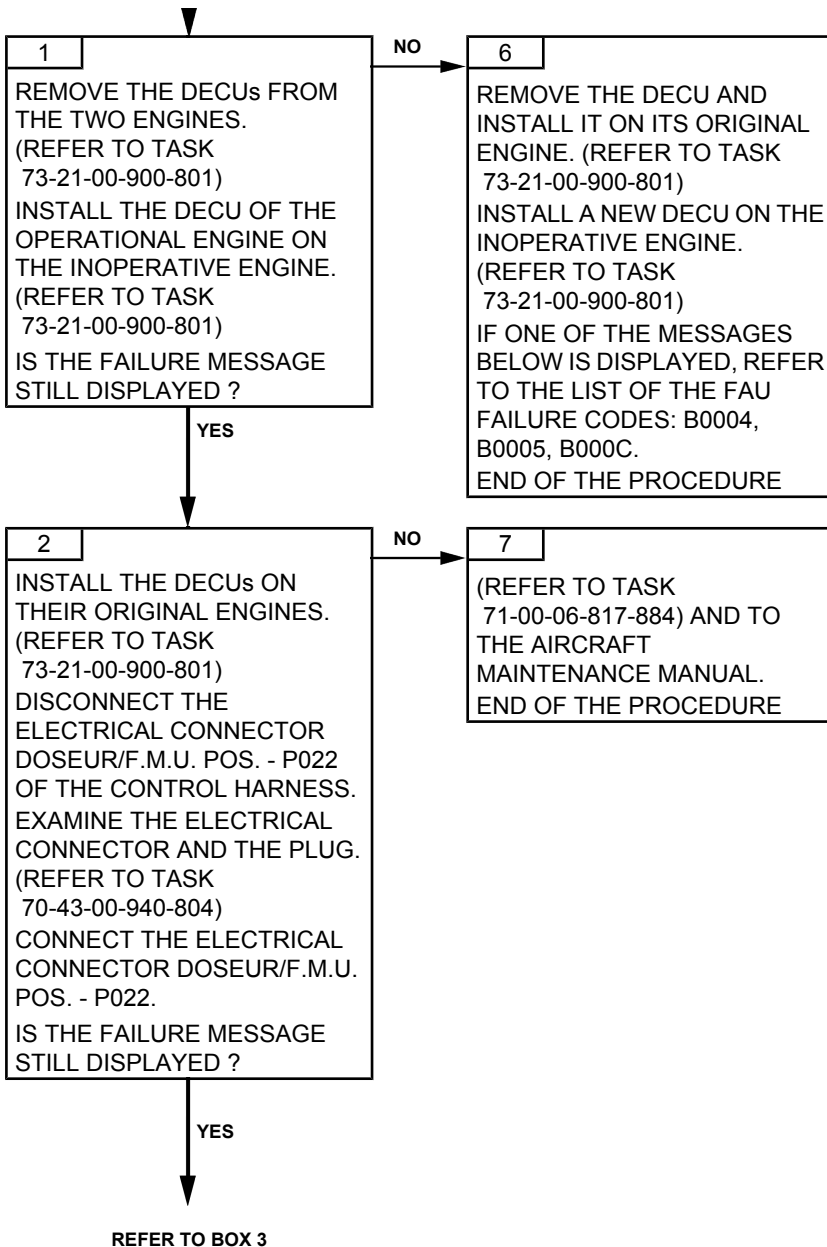 1
REMOVE THE DECUs FROM
THE TWO ENGINES.
(REFER TO TASK
73-21-00-900-801)
INSTALL THE DECU OF THE
OPERATIONAL ENGINE ON
THE INOPERATIVE ENGINE.
(REFER TO TASK
73-21-00-900-801)
IS THE FAILURE MESSAGE
STILL DISPLAYED ?
NO
6
REMOVE THE DECU AND
INSTALL IT ON ITS ORIGINAL
ENGINE. (REFER TO TASK
73-21-00-900-801)
INSTALL A NEW DECU ON THE
INOPERATIVE ENGINE.
(REFER TO TASK
73-21-00-900-801)
IF ONE OF THE MESSAGES
BELOW IS DISPLAYED, REFER
TO THE LIST OF THE FAU
FAILURE CODES: B0004,
B0005, B000C.
END OF THE PROCEDURE
YES
2
INSTALL THE DECUs ON
THEIR ORIGINAL ENGINES.
(REFER TO TASK
73-21-00-900-801)
DISCONNECT THE
ELECTRICAL CONNECTOR
DOSEUR/F.M.U. POS. - P022
OF THE CONTROL HARNESS.
EXAMINE THE ELECTRICAL
CONNECTOR AND THE PLUG.
(REFER TO TASK
70-43-00-940-804)
CONNECT THE ELECTRICAL
CONNECTOR DOSEUR/F.M.U.
POS. - P022.
IS THE FAILURE MESSAGE
STILL DISPLAYED ?
NO
7
(REFER TO TASK
71-00-06-817-884) AND TO
THE AIRCRAFT
MAINTENANCE MANUAL.
END OF THE PROCEDURE
YES
REFER TO BOX 3